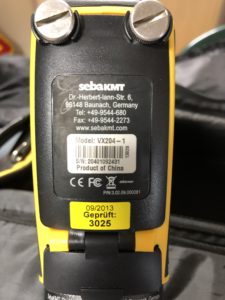 sebaKMT
Dr.-Herbert-Iann-Str. 6,
96148 Baunach, Germany
Tel: +49-9544-680
Fax: +49-9544-2273
www.sebakmt.com
Model: VX204-1
S/N: 20401092431
Product of China
CE FC
09/2013
Geprüft:
3025